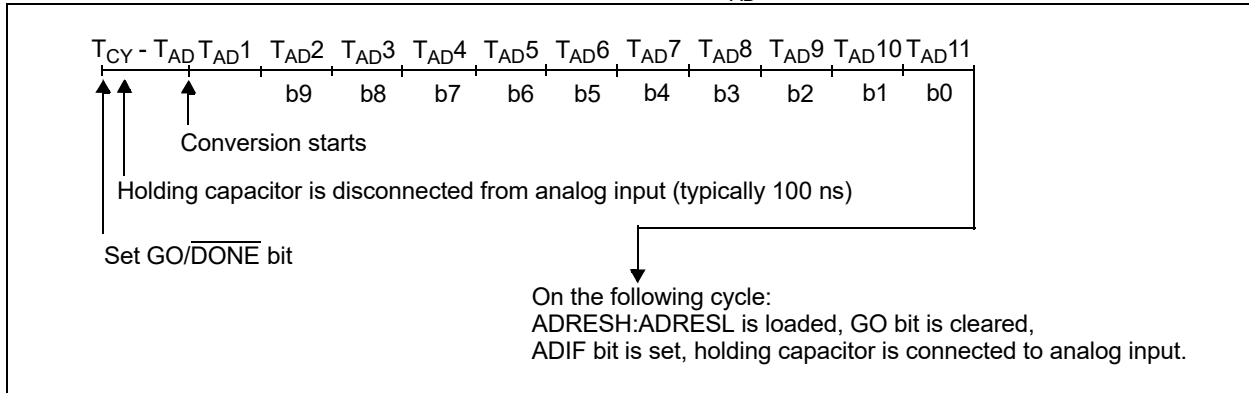 AD
TCY - TAD TAD1 TAD2 TAD3 TAD4 TAD5 TAD6 TAD7 TAD8 TAD9 TAD10 TAD11
b9 b8 b7 b6 b5 b4 b3 b2 b1 b0
Conversion starts
Holding capacitor is disconnected from analog input (typically 100 ns)
Set GO/DONE bit
On the following cycle:
ADRESH:ADRESL is loaded, GO bit is cleared,
ADIF bit is set, holding capacitor is connected to analog input.